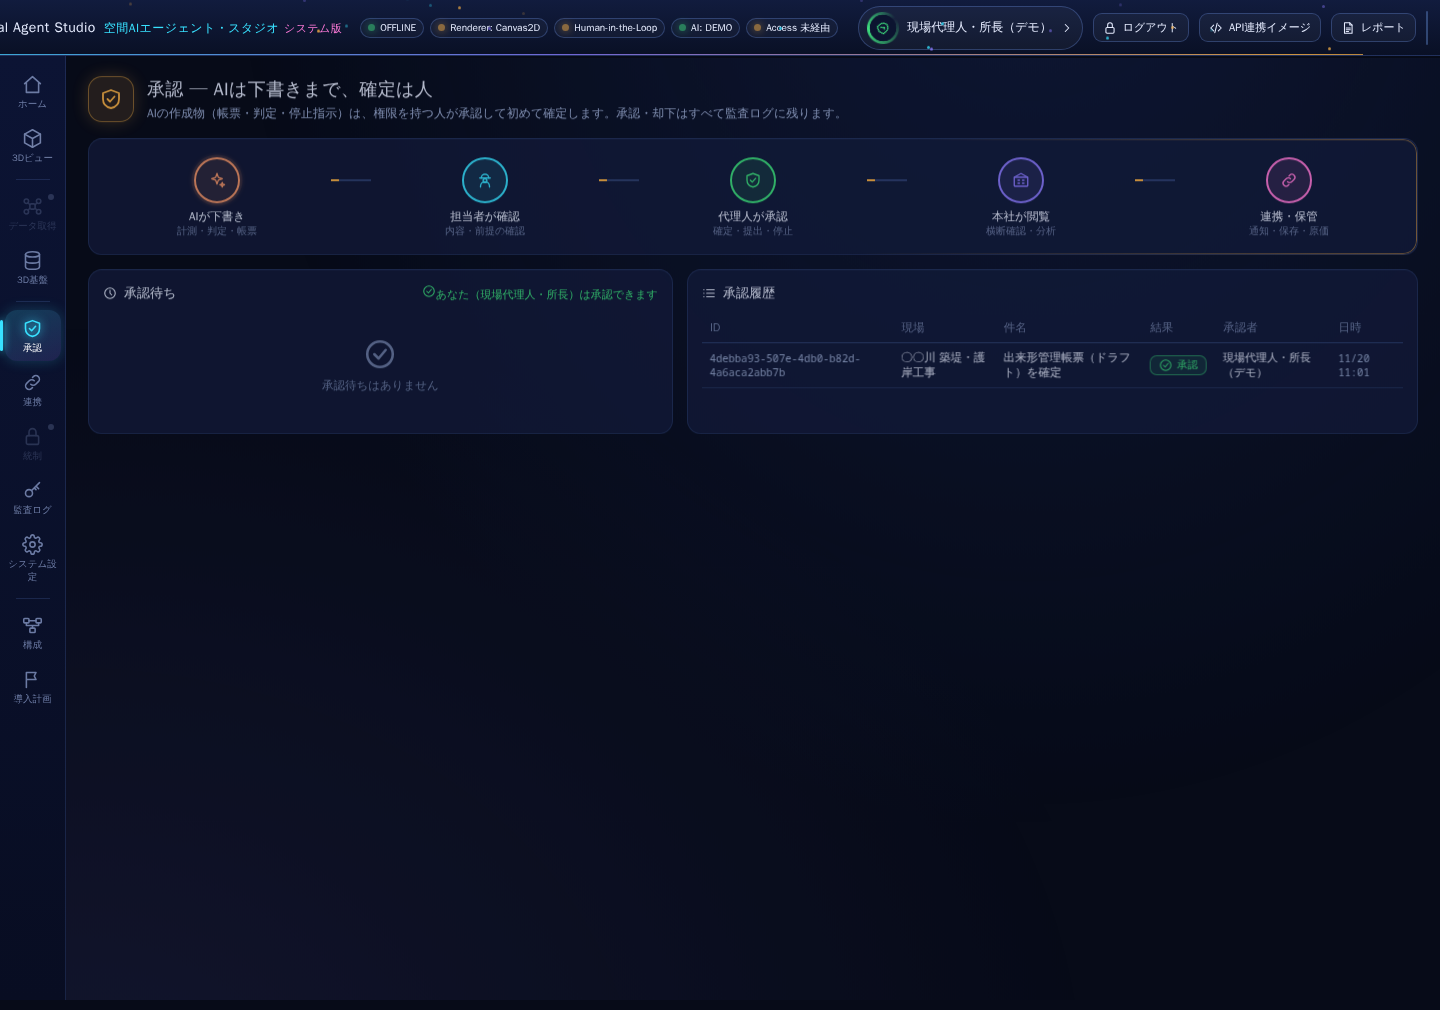 al Agent Studio 空間AIエージェント・スタジオ システム版
OFFLINE
Renderer: Canvas2D
Human-in-the-Loop
AI: DEMO
Access 未経由
現場代理人・所長（デモ）
ログアウト
API連携イメージ
レポート
ホーム
3Dビュー
データ取得
3D基盤
承認
連携
統制
監査ログ
システム設
定
構成
導入計画
承認 — AIは下書きまで、確定は人
AIの作成物（帳票・判定・停止指示）は、権限を持つ人が承認して初めて確定します。承認・却下はすべて監査ログに残ります。
AIが下書き
計測・判定・帳票
担当者が確認
内容・前提の確認
代理人が承認
確定・提出・停止
本社が閲覧
横断確認・分析
連携・保管
通知・保存・原価
承認待ち
あなた（現場代理人・所長）は承認できます
承認待ちはありません
承認履歴
ID 現場 件名 結果 承認者 日時
4debba93-507e-4db0-b82d-
4a6aca2abb7b
〇〇川 築堤・護
岸工事
出来形管理帳票（ドラフ
ト）を確定
承認
現場代理人・所長
（デモ）
11/20
11:01